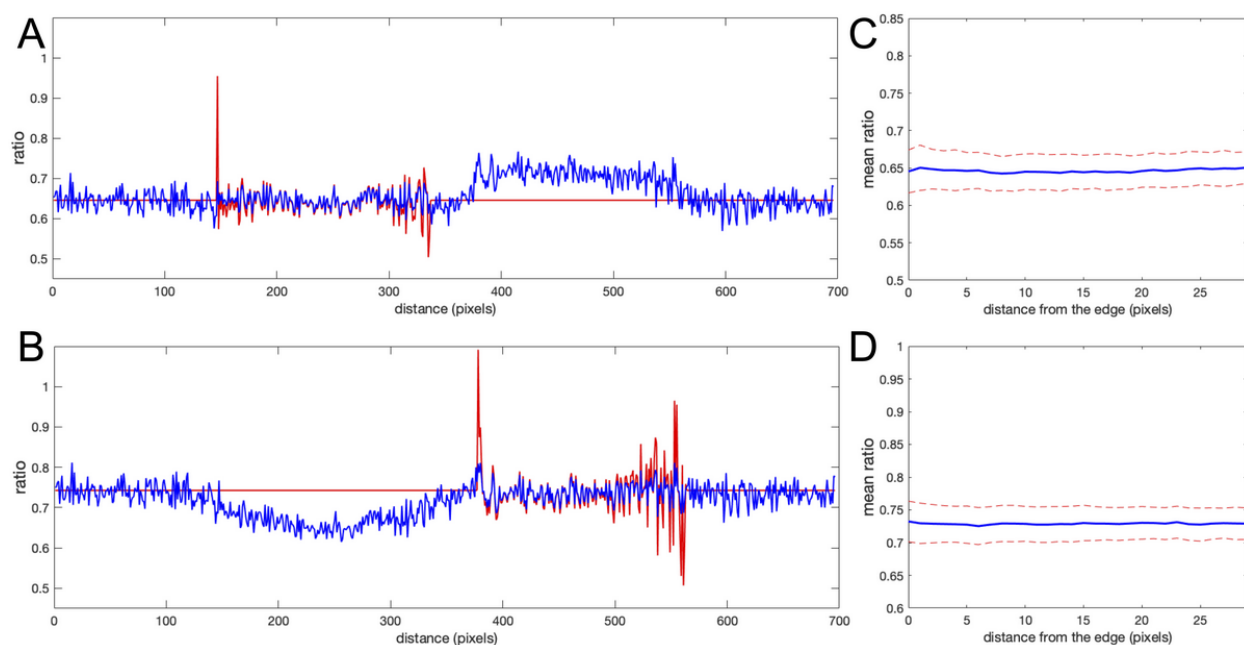 A
1
0.9
0.8
0.7
0.6
0.5
ratio
0 100 200 300 400 500 600 700
distance (pixels)
C
0.85
0.8
0.75
0.7
0.65
0.6
0.55
0.5
mean ratio
0 5 10 15 20 25
distance from the edge (pixels)
B
1
0.9
0.8
0.7
0.6
0.5
ratio
0 100 200 300 400 500 600 700
distance (pixels)
D
1
0.95
0.9
0.85
0.8
0.75
0.7
0.65
0.6
mean ratio
0 5 10 15 20 25
distance from the edge (pixels)